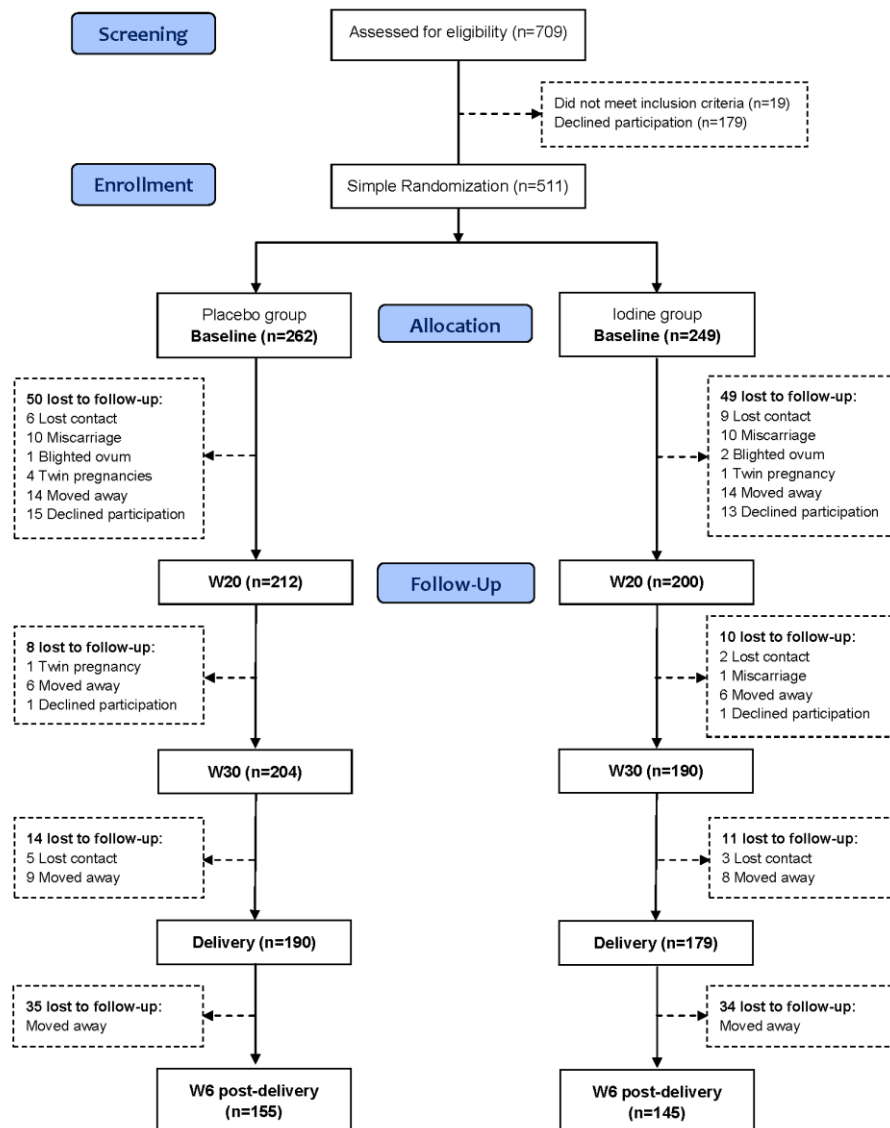 Screening
Assessed for eligibility (n=709)
Did not meet inclusion criteria (n=19)
Declined participation (n=179)
Enrollment
Simple Randomization (n=511)
Placebo group
Baseline (n=262)
Allocation
Iodine group
Baseline (n=249)
50 lost to follow-up:
6 Lost contact
10 Miscarriage
1 Blighted ovum
4 Twin pregnancies
14 Moved away
15 Declined participation
49 lost to follow-up:
9 Lost contact
10 Miscarriage
2 Blighted ovum
1 Twin pregnancy
14 Moved away
13 Declined participation
W20 (n=212)
Follow-Up
W20 (n=200)
8 lost to follow-up:
1 Twin pregnancy
6 Moved away
1 Declined participation
10 lost to follow-up:
2 Lost contact
1 Miscarriage
6 Moved away
1 Declined participation
W30 (n=204)
W30 (n=190)
14 lost to follow-up:
5 Lost contact
9 Moved away
11 lost to follow-up:
3 Lost contact
8 Moved away
Delivery (n=190)
Delivery (n=179)
35 lost to follow-up:
Moved away
34 lost to follow-up:
Moved away
W6 post-delivery
(n=155)
W6 post-delivery
(n=145)